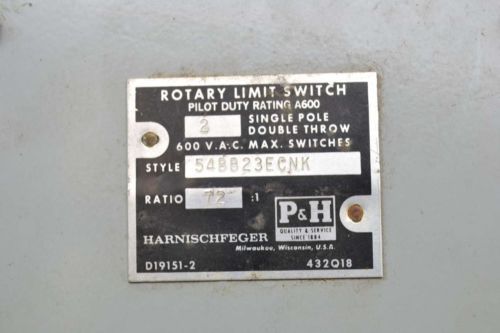 ROTARY LIMIT SWITCH
PILOT DUTY RATING A600
2 SINGLE POLE
DOUBLE THROW
600 V.A.C. MAX. SWITCHES
STYLE 54BB23ECNK
RATIO 72 :1
P&H
QUALITY & SERVICE
SINCE 1884
HARNISCHFEGER
Milwaukee, Wisconsin, U.S.A.
D19151-2 432Q18